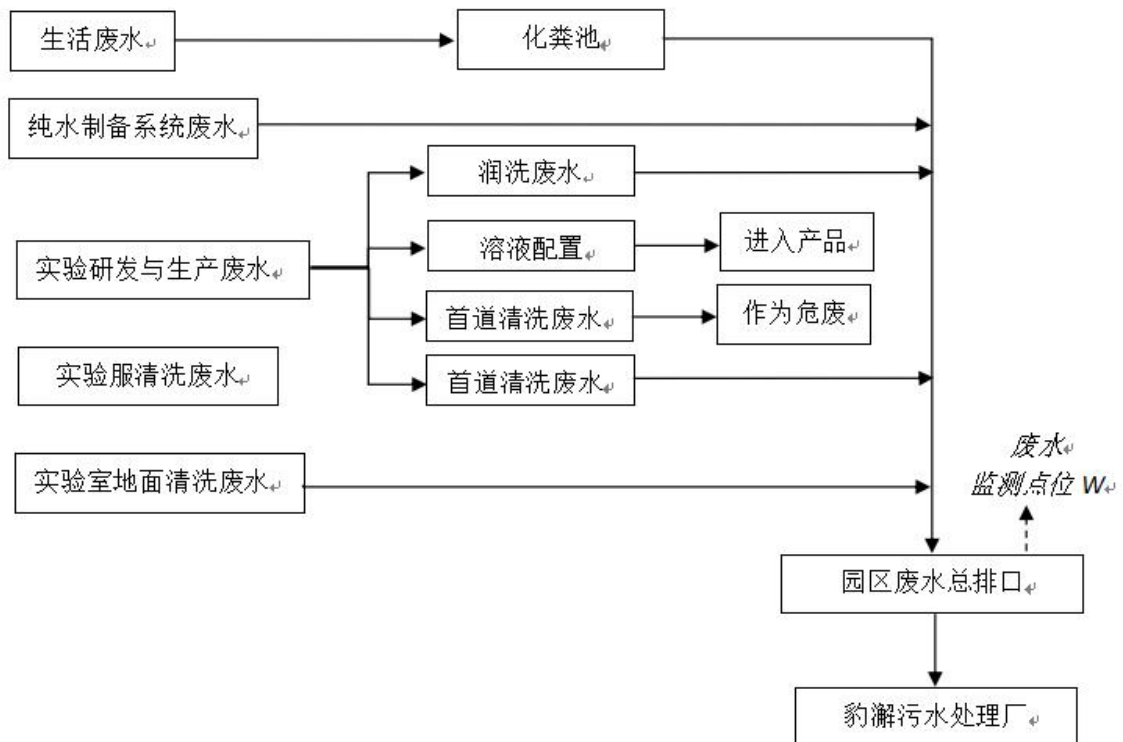 生活废水
化粪池
纯水制备系统废水
润洗废水
溶液配置
进入产品
实验研发与生产废水
首道清洗废水
作为危废
实验服清洗废水
首道清洗废水
实验室地面清洗废水
废水
监测点位 W
园区废水总排口
豹澥污水处理厂